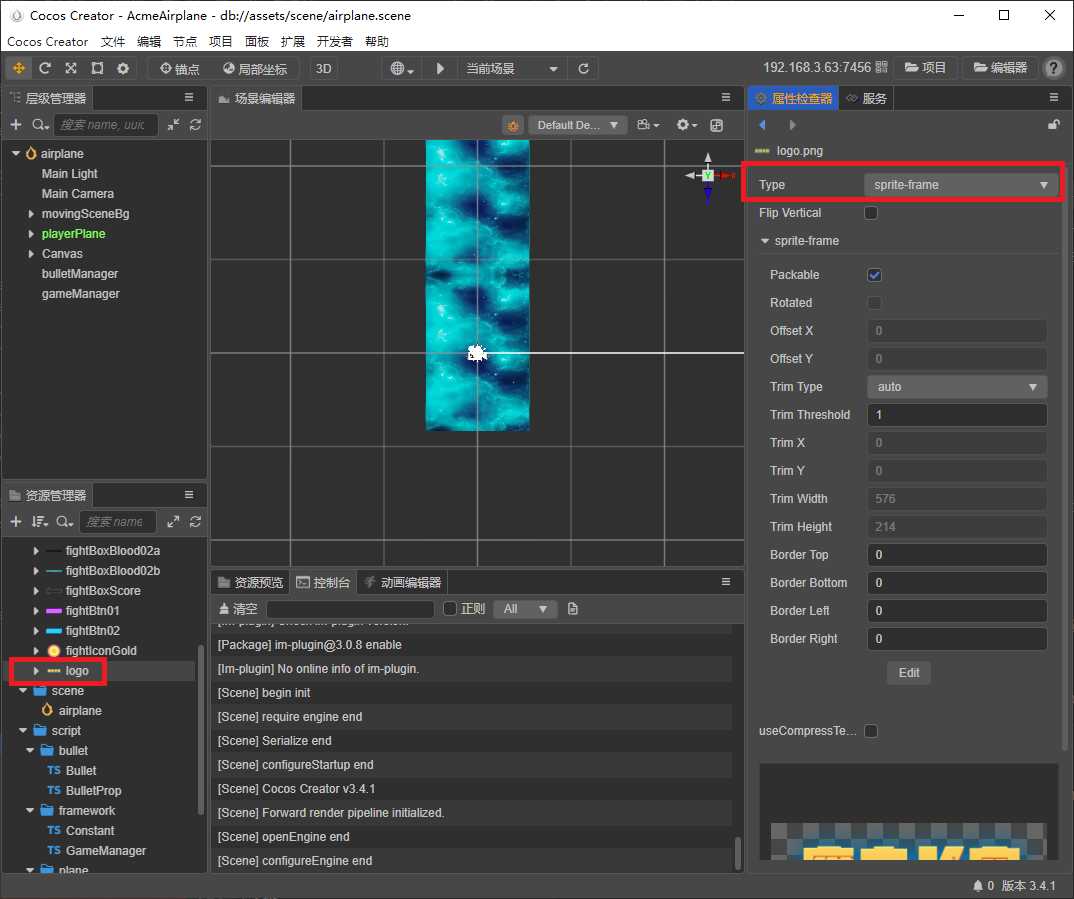 Cocos Creator - AcmeAirplane - db://assets/scene/airplane.scene
Cocos Creator 文件 编辑 节点 项目 面板 扩展 开发者 帮助
锚点 局部坐标 3D 当前场景 192.168.3.63:7456 项目 编辑器 ?
层级管理器
搜索 name, uuic
airplane
Main Light
Main Camera
movingSceneBg
playerPlane
Canvas
bulletManager
gameManager
资源管理器
搜索 name
fightBoxBlood02a
fightBoxBlood02b
fightBoxScore
fightBtn01
fightBtn02
fightIconGold
logo
scene
airplane
script
bullet
TS Bullet
TS BulletProp
framework
TS Constant
TS GameManager
plane
场景编辑器
Default De...
Y
资源预览 控制台 动画编辑器
清空 正则 All
[Package] im-plugin@3.0.8 enable
[Im-plugin] No online info of im-plugin.
[Scene] begin init
[Scene] require engine end
[Scene] Serialize end
[Scene] configureStartup end
[Scene] Cocos Creator v3.4.1
[Scene] Forward render pipeline initialized.
[Scene] openEngine end
[Scene] configureEngine end
属性检查器 服务
logo.png
Type sprite-frame
Flip Vertical
sprite-frame
Packable
Rotated
Offset X 0
Offset Y 0
Trim Type auto
Trim Threshold 1
Trim X 0
Trim Y 0
Trim Width 576
Trim Height 214
Border Top 0
Border Bottom 0
Border Left 0
Border Right 0
Edit
useCompressTe...
0 版本 3.4.1